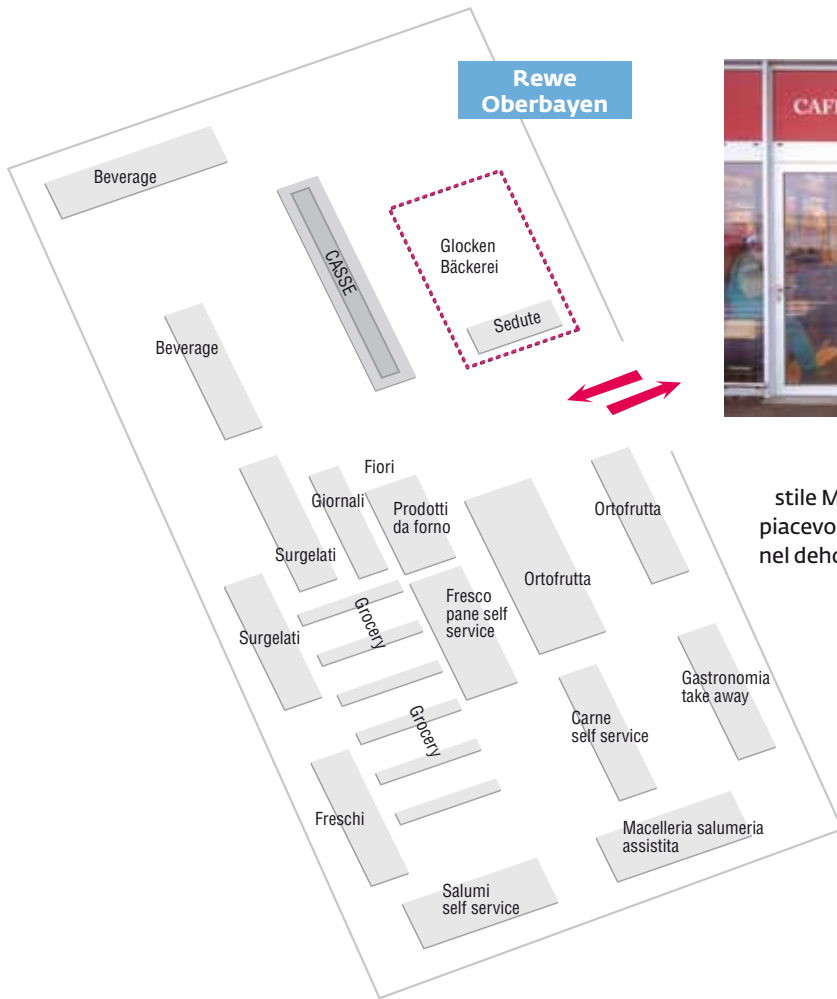 Rewe
Oberbayen
Beverage
CASSE
Glocken
Bäckerei
Sedute
Beverage
Fiori
Giornali
Prodotti
da forno
Surgelati
Ortofrutta
Ortofrutta
Surgelati
Grocery
Fresco
pane self
service
Grocery
Carne
self service
Gastronomia
take away
Freschi
Macelleria salumeria
assistita
Salumi
self service
CAF
stile M
piacevo
nel deho